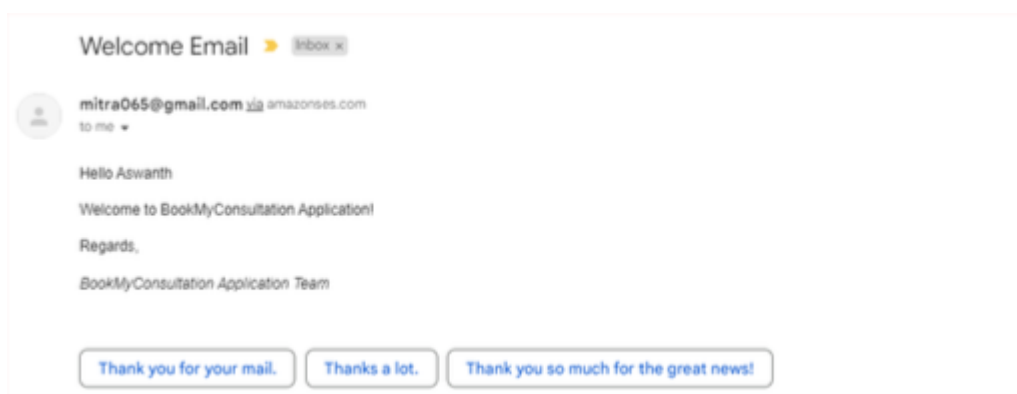 Welcome Email Inbox x
mitra065@gmail.com via amazonses.com
to me
Hello Aswanth
Welcome to BookMyConsultation Application!
Regards,
BookMyConsultation Application Team
Thank you for your mail. Thanks a lot. Thank you so much for the great news!